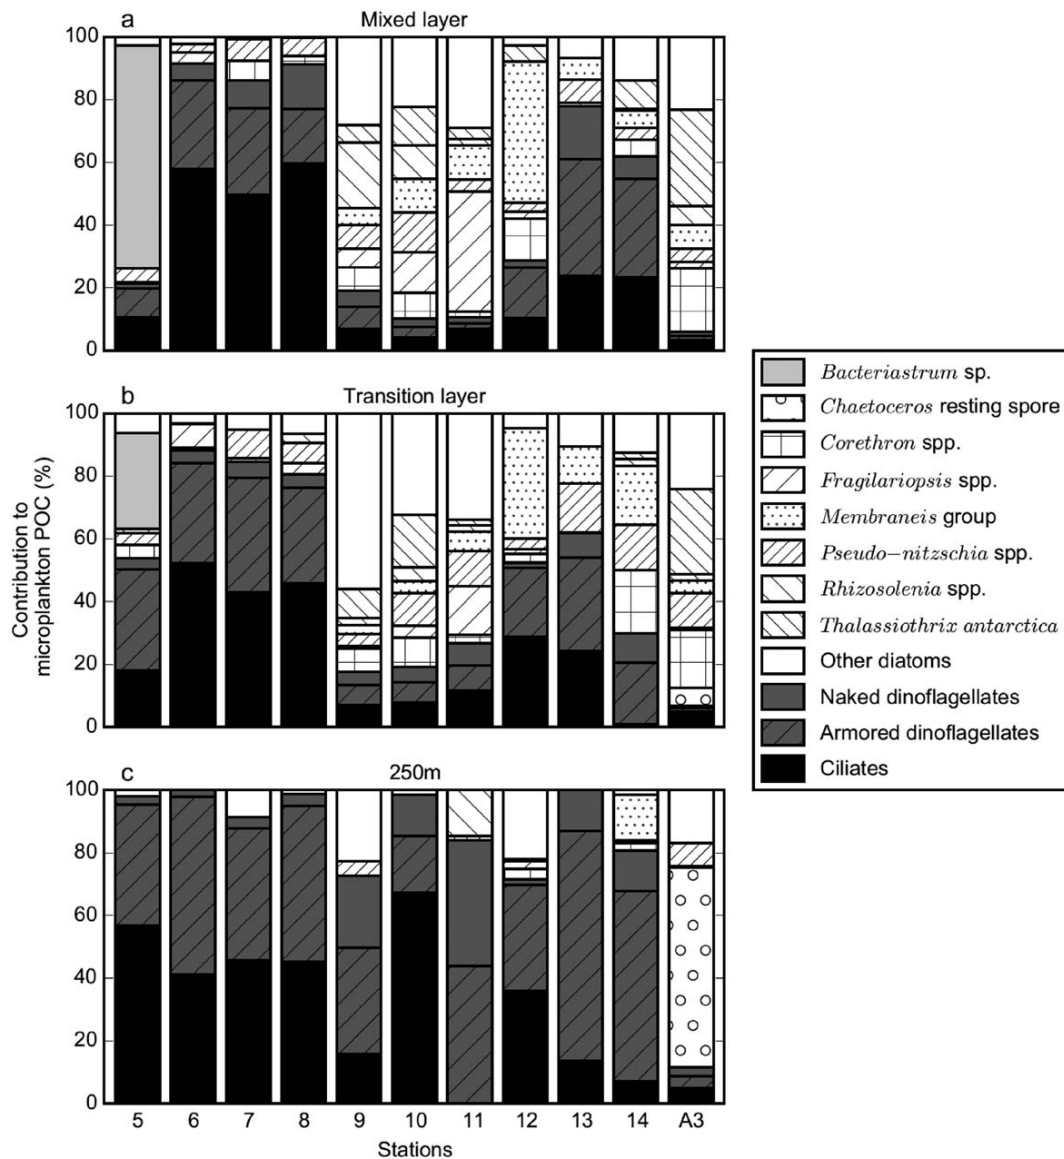 a
Mixed layer
100
80
60
40
20
0
b
Transition layer
100
80
60
40
20
0
Contribution to
microplankton POC (%)
c
250m
100
80
60
40
20
0
5 6 7 8 9 10 11 12 13 14 A3
Stations
Bacteriastrum sp.
Chaetoceros resting spore
Corethron spp.
Fragilariopsis spp.
Membraneis group
Pseudo−nitzschia spp.
Rhizosolenia spp.
Thalassiothrix antarctica
Other diatoms
Naked dinoflagellates
Armored dinoflagellates
Ciliates